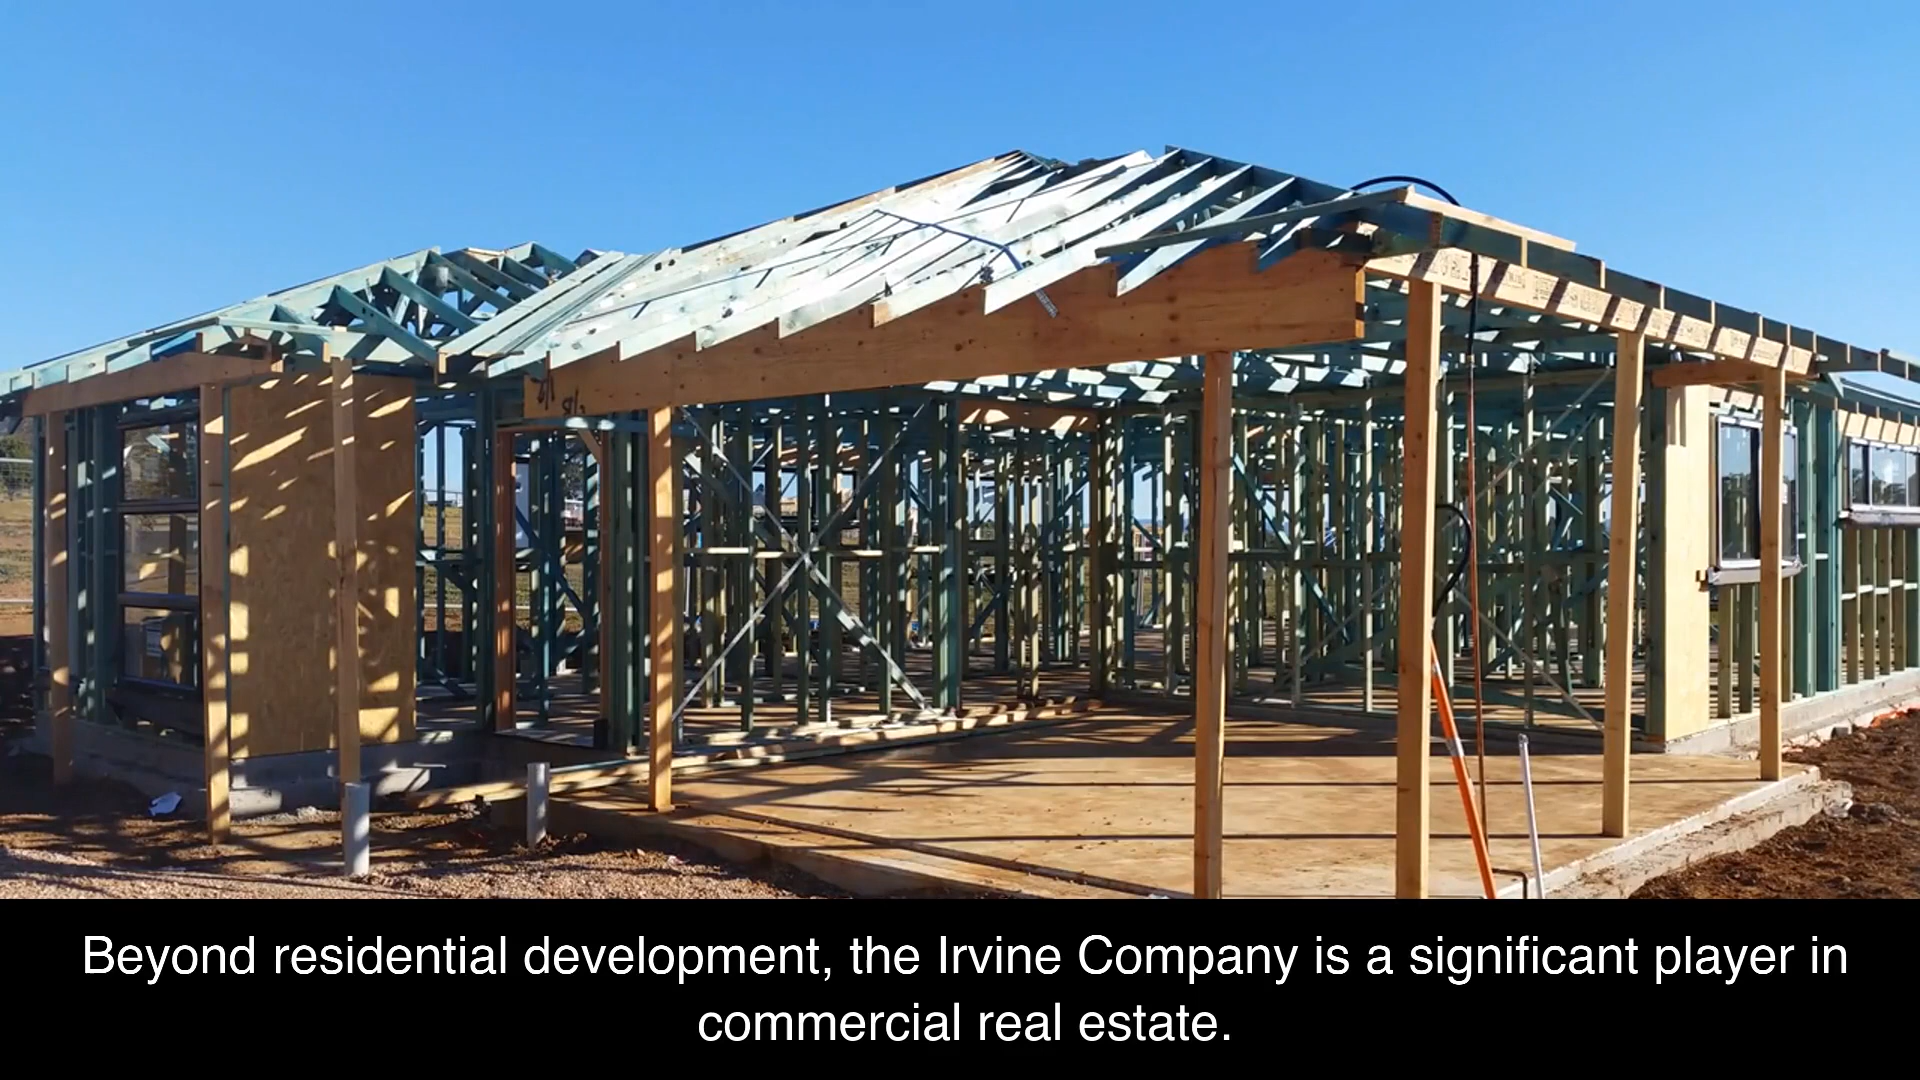 Beyond residential development, the Irvine Company is a significant player in
commercial real estate.